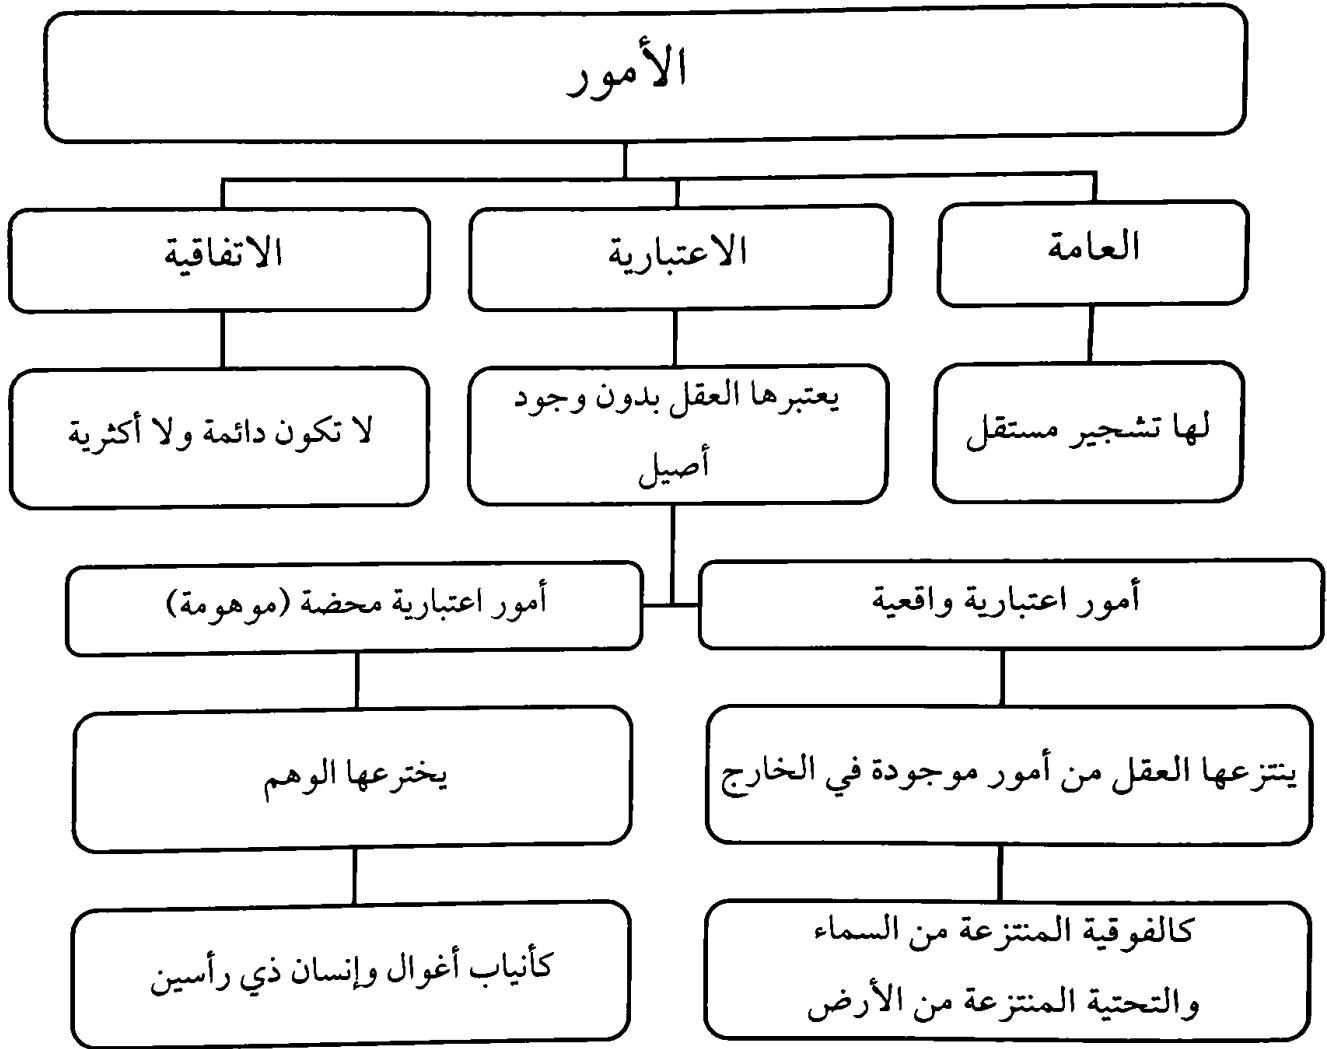 الأمور
العامة
الاعتبارية
الاتفاقية
لها تشجير مستقل
يعتبرها العقل بدون وجود
أصيل
لا تكون دائمة ولا أكثرية
أمور اعتبارية واقعية
أمور اعتبارية محضة (موهومة)
ينتزعها العقل من أمور موجودة في الخارج
يخترعها الوهم
كالفوقية المنتزعة من السماء
والتحتية المنتزعة من الأرض
كأنياب أغوال وإنسان ذي رأسين